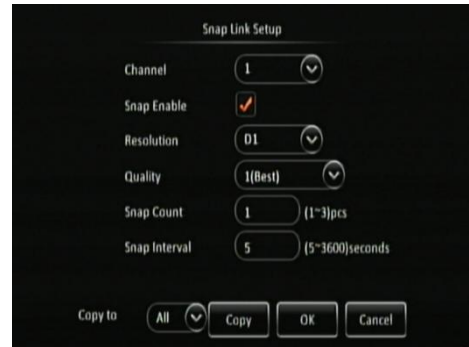 Snap Link Setup
Channel 1
Snap Enable
Resolution D1
Quality 1(Best)
Snap Count 1 (1~3)pcs
Snap Interval 5 (5~3600)seconds
Copy to All Copy OK Cancel